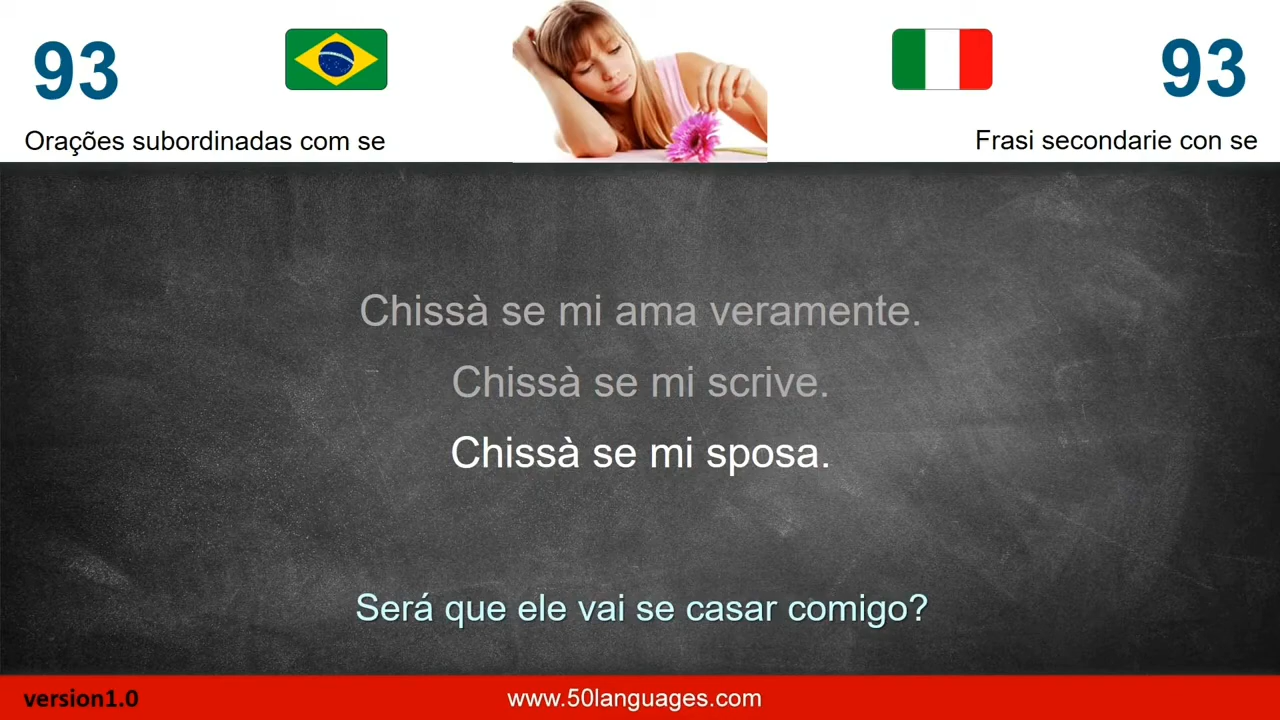 93
93
Orações subordinadas com se
Frasi secondarie con se
Chissà se mi ama veramente.
Chissà se mi scrive.
Chissà se mi sposa.
Será que ele vai se casar comigo?
version1.0
www.50languages.com